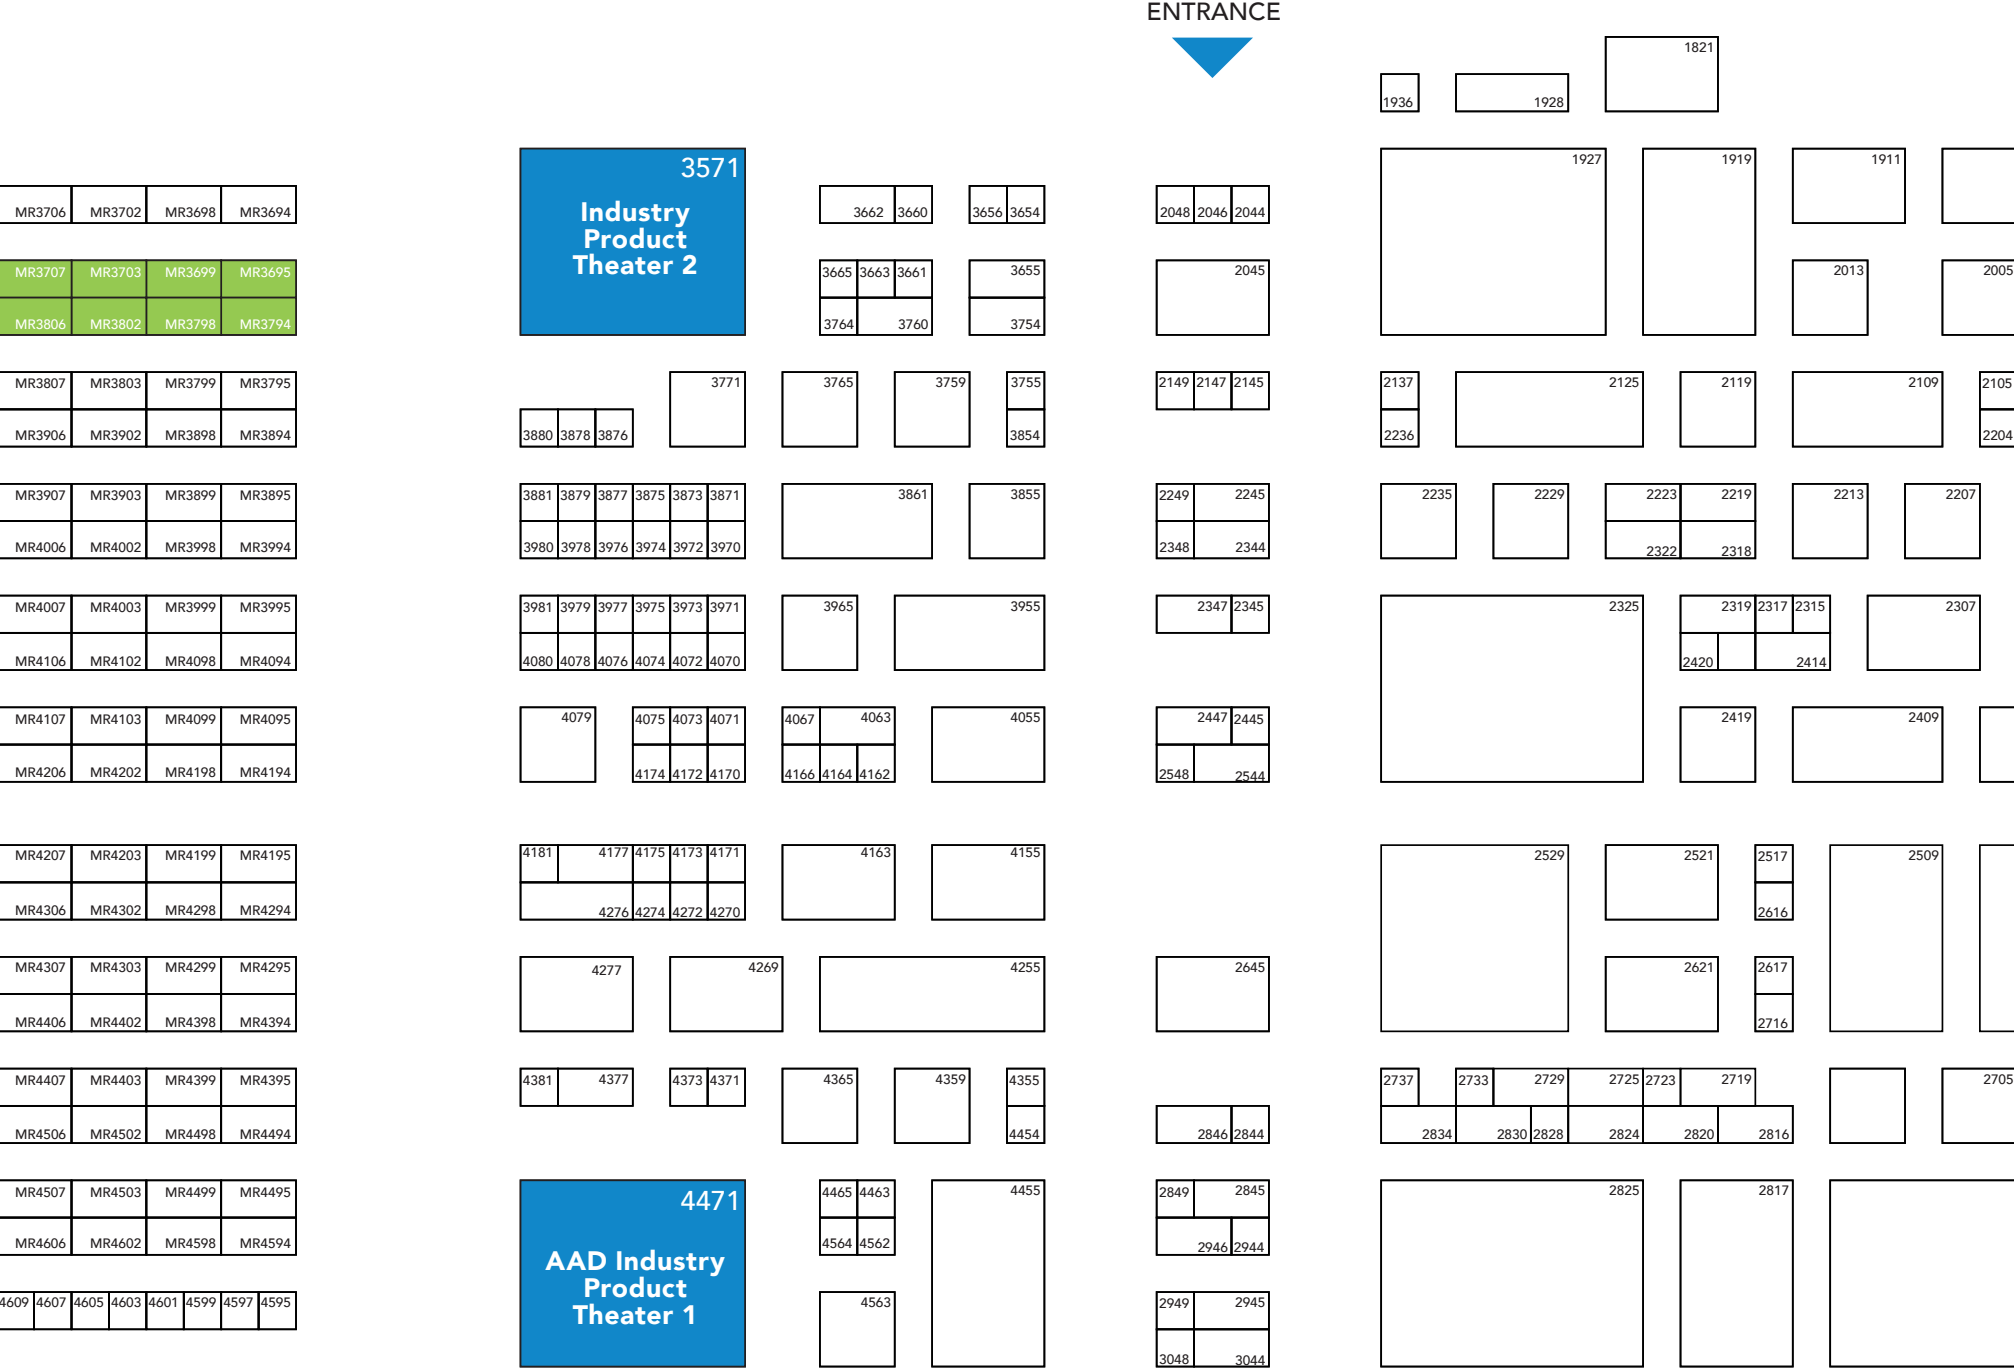 ENTRANCE
1821
1936 1928
3571
Industry
Product
Theater 2
1927 1919 1911
MR3706 MR3702 MR3698 MR3694 3662 3660 3656 3654 2048 2046 2044
MR3707 MR3703 MR3699 MR3695 3665 3663 3661 3655 2045 2013 2005
MR3806 MR3802 MR3798 MR3794 3764 3760 3754
MR3807 MR3803 MR3799 MR3795 3771 3765 3759 3755 2149 2147 2145 2137 2125 2119 2109 2105
MR3906 MR3902 MR3898 MR3894 3880 3878 3876 3854 2236 2204
MR3907 MR3903 MR3899 MR3895 3881 3879 3877 3875 3873 3871 3861 3855 2249 2245 2235 2229 2223 2219 2213 2207
MR4006 MR4002 MR3998 MR3994 3980 3978 3976 3974 3972 3970 2348 2344 2322 2318
MR4007 MR4003 MR3999 MR3995 3981 3979 3977 3975 3973 3971 3965 3955 2347 2345 2325 2319 2317 2315 2307
MR4106 MR4102 MR4098 MR4094 4080 4078 4076 4074 4072 4070 2420 2414
MR4107 MR4103 MR4099 MR4095 4079 4075 4073 4071 4067 4063 4055 2447 2445 2419 2409
MR4206 MR4202 MR4198 MR4194 4174 4172 4170 4166 4164 4162 2548 2544
MR4207 MR4203 MR4199 MR4195 4181 4177 4175 4173 4171 4163 4155 2529 2521 2517 2509
MR4306 MR4302 MR4298 MR4294 4276 4274 4272 4270 2616
MR4307 MR4303 MR4299 MR4295 4277 4269 4255 2645 2621 2617
MR4406 MR4402 MR4398 MR4394 2716
MR4407 MR4403 MR4399 MR4395 4381 4377 4373 4371 4365 4359 4355 2737 2733 2729 2725 2723 2719 2705
MR4506 MR4502 MR4498 MR4494 4454 2846 2844 2834 2830 2828 2824 2820 2816
MR4507 MR4503 MR4499 MR4495 4471 4465 4463 4455 2849 2845 2825 2817
MR4606 MR4602 MR4598 MR4594 4564 4562 2946 2944
AAD Industry
Product
Theater 1
4609 4607 4605 4603 4601 4599 4597 4595 4563 2949 2945
3048 3044